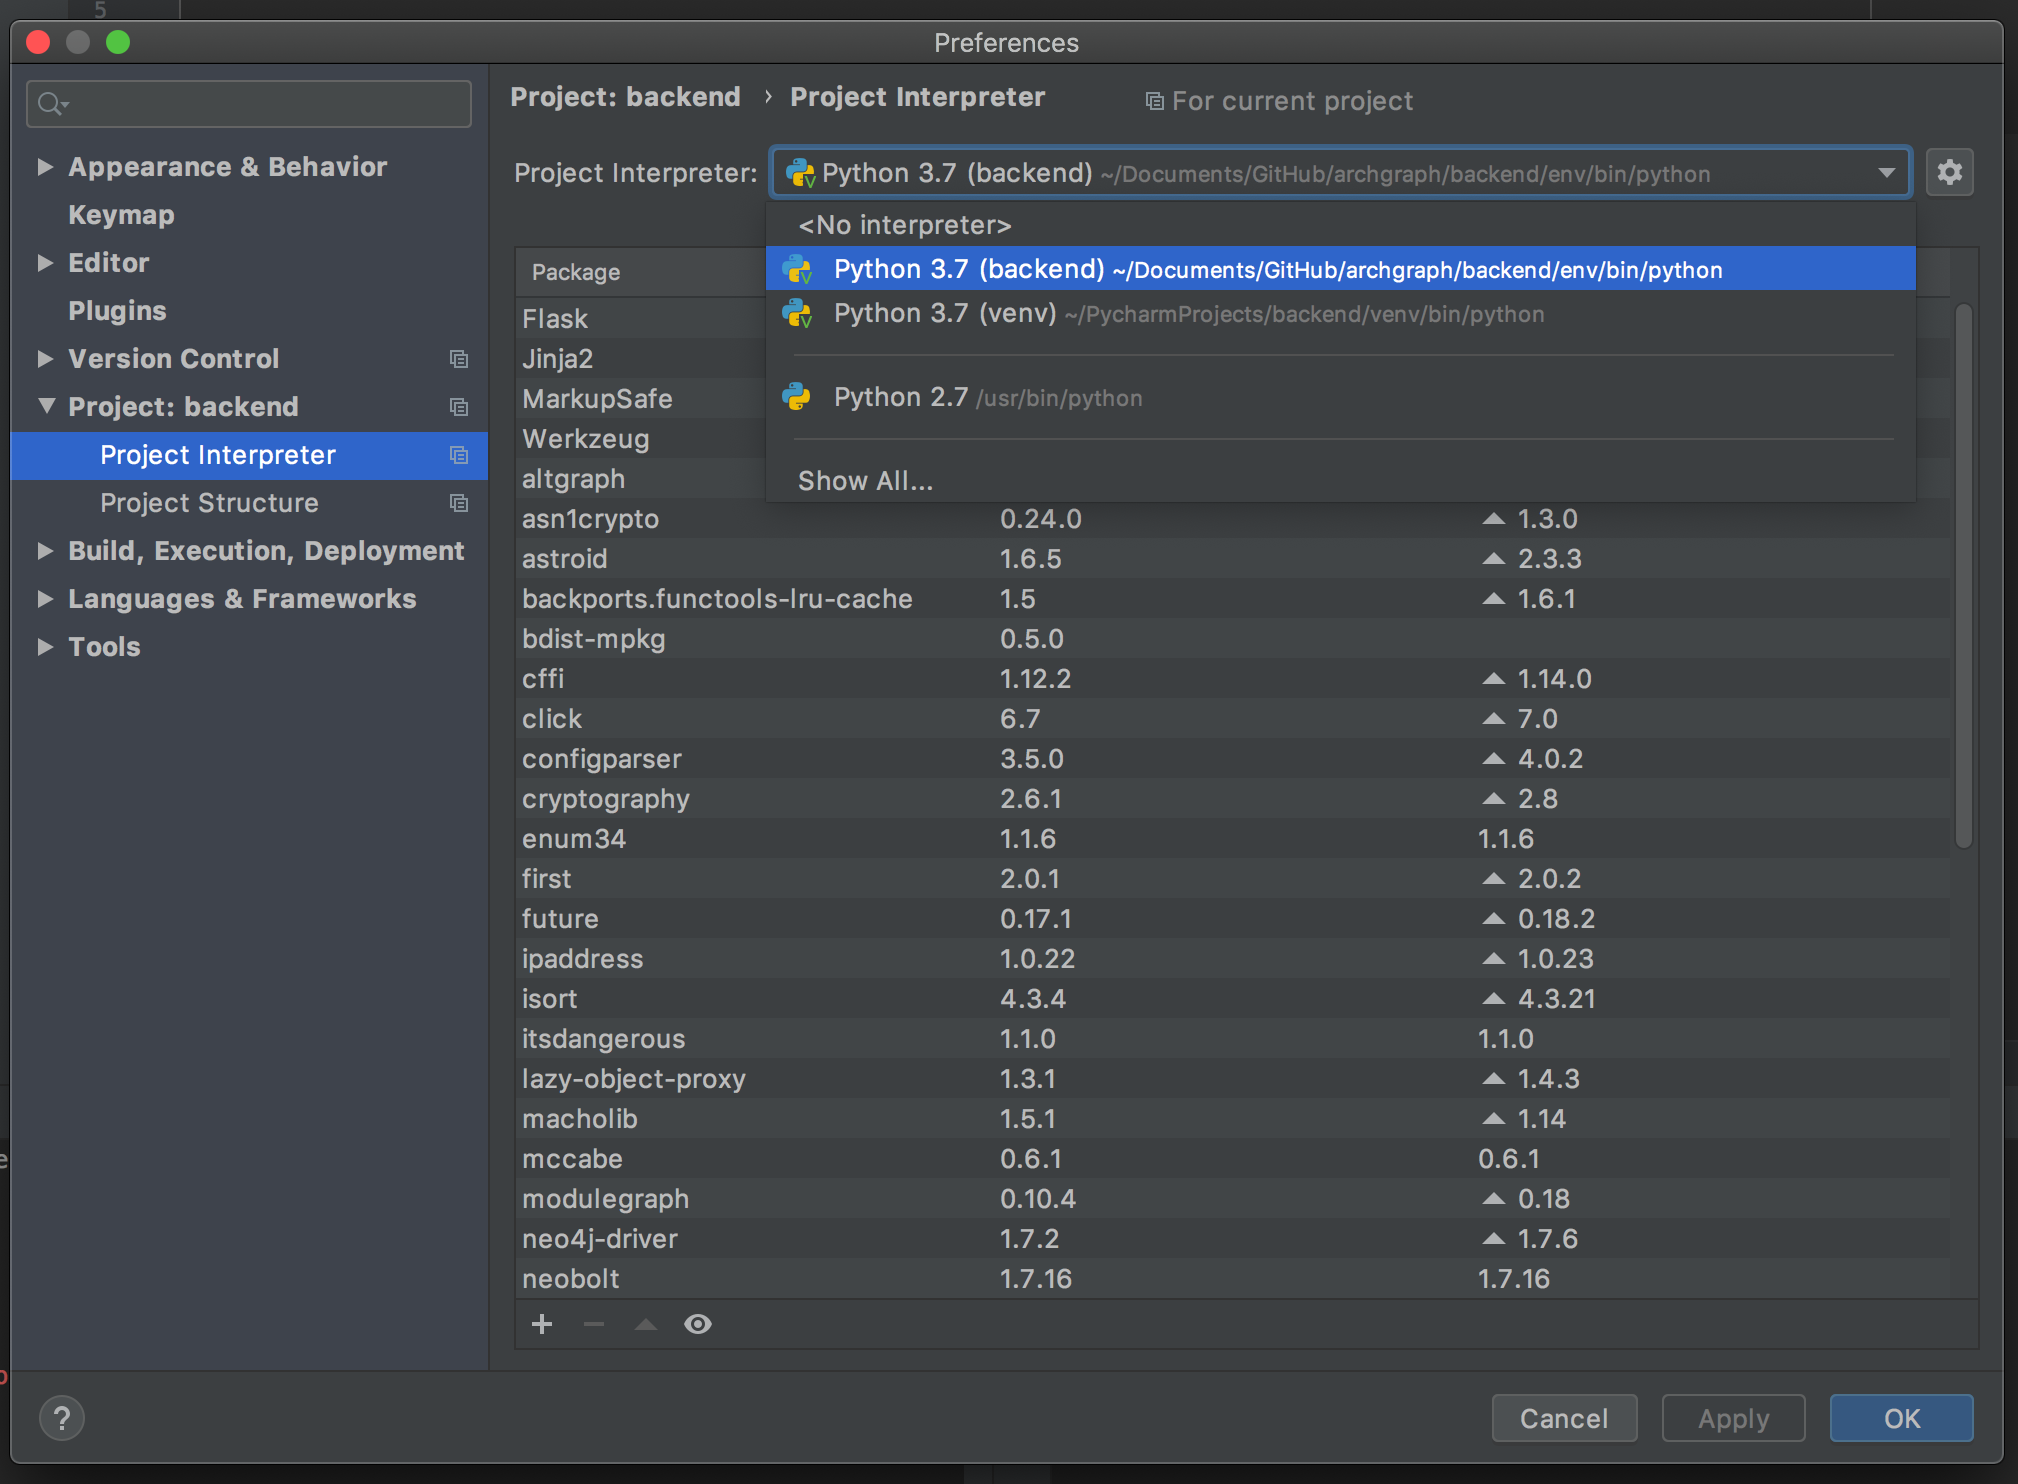 5
Preferences
Project: backend › Project Interpreter For current project
Appearance & Behavior
Keymap
Editor
Plugins
Version Control
Project: backend
Project Interpreter
Project Structure
Build, Execution, Deployment
Languages & Frameworks
Tools
Project Interpreter: Python 3.7 (backend) ~/Documents/GitHub/archgraph/backend/env/bin/python
<No interpreter>
Python 3.7 (backend) ~/Documents/GitHub/archgraph/backend/env/bin/python
Python 3.7 (venv) ~/PycharmProjects/backend/venv/bin/python
Python 2.7 /usr/bin/python
Show All...
Package
Flask
Jinja2
MarkupSafe
Werkzeug
altgraph
asn1crypto 0.24.0 1.3.0
astroid 1.6.5 2.3.3
backports.functools-lru-cache 1.5 1.6.1
bdist-mpkg 0.5.0
cffi 1.12.2 1.14.0
click 6.7 7.0
configparser 3.5.0 4.0.2
cryptography 2.6.1 2.8
enum34 1.1.6 1.1.6
first 2.0.1 2.0.2
future 0.17.1 0.18.2
ipaddress 1.0.22 1.0.23
isort 4.3.4 4.3.21
itsdangerous 1.1.0 1.1.0
lazy-object-proxy 1.3.1 1.4.3
macholib 1.5.1 1.14
mccabe 0.6.1 0.6.1
modulegraph 0.10.4 0.18
neo4j-driver 1.7.2 1.7.6
neobolt 1.7.16 1.7.16
?
Cancel Apply OK